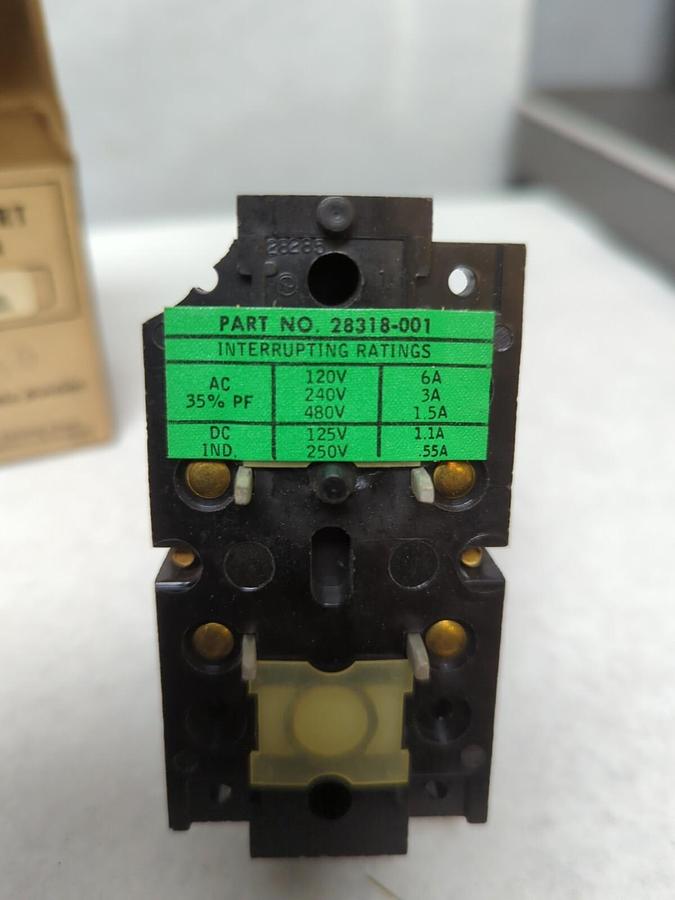 RT
28285
PART NO. 28318-001
INTERRUPTING RATINGS
AC
35% PF
120V 6A
240V 3A
480V 1.5A
DC
IND.
125V 1.1A
250V .55A